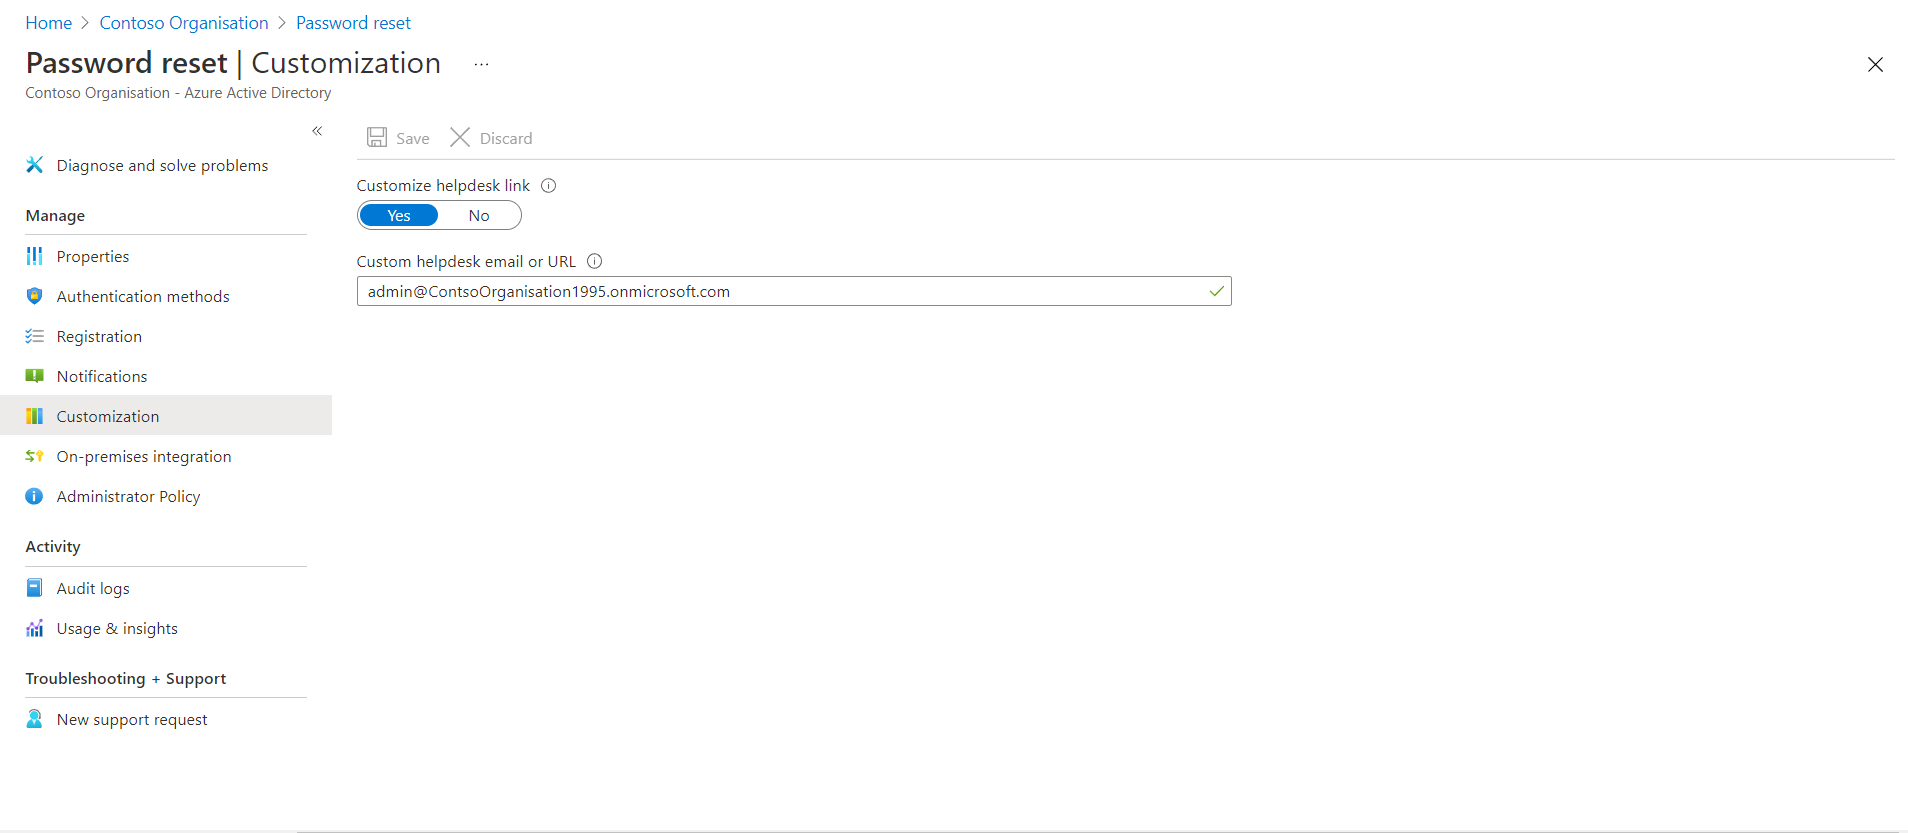 Home > Contoso Organisation > Password reset
Password reset | Customization ...
Contoso Organisation - Azure Active Directory
«
Save Discard
Diagnose and solve problems
Manage
Properties
Authentication methods
Registration
Notifications
Customization
On-premises integration
Administrator Policy
Activity
Audit logs
Usage & insights
Troubleshooting + Support
New support request
Customize helpdesk link
Yes No
Custom helpdesk email or URL
admin@ContsoOrganisation1995.onmicrosoft.com